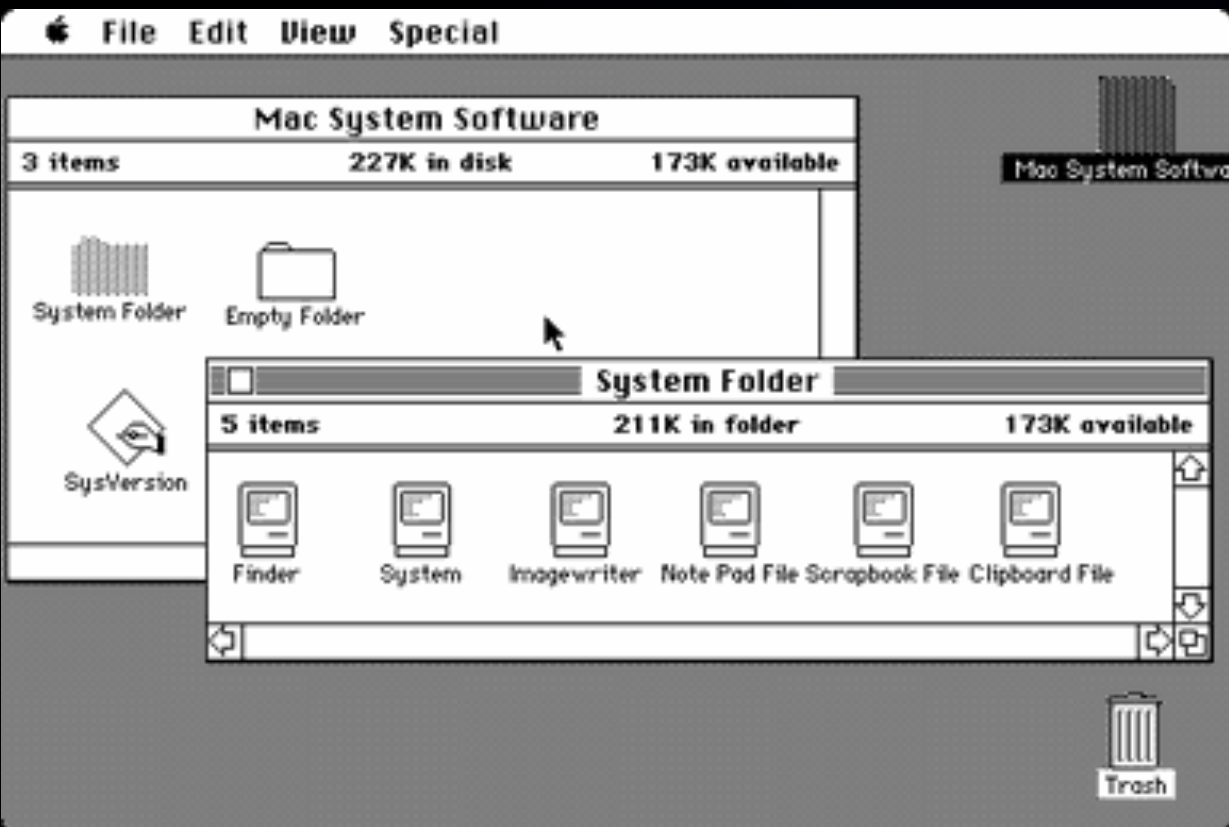 File Edit View Special
Mac System Software
3 items 227K in disk 173K available
Mac System Softwa
System Folder Empty Folder
SysVersion
System Folder
5 items 211K in folder 173K available
Finder System Imagewriter Note Pad File Scrapbook File Clipboard File
Trash